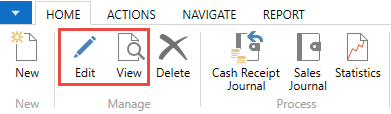 HOME ACTIONS NAVIGATE REPORT
New Edit View Delete Cash Receipt Journal Sales Journal Statistics
New Manage Process